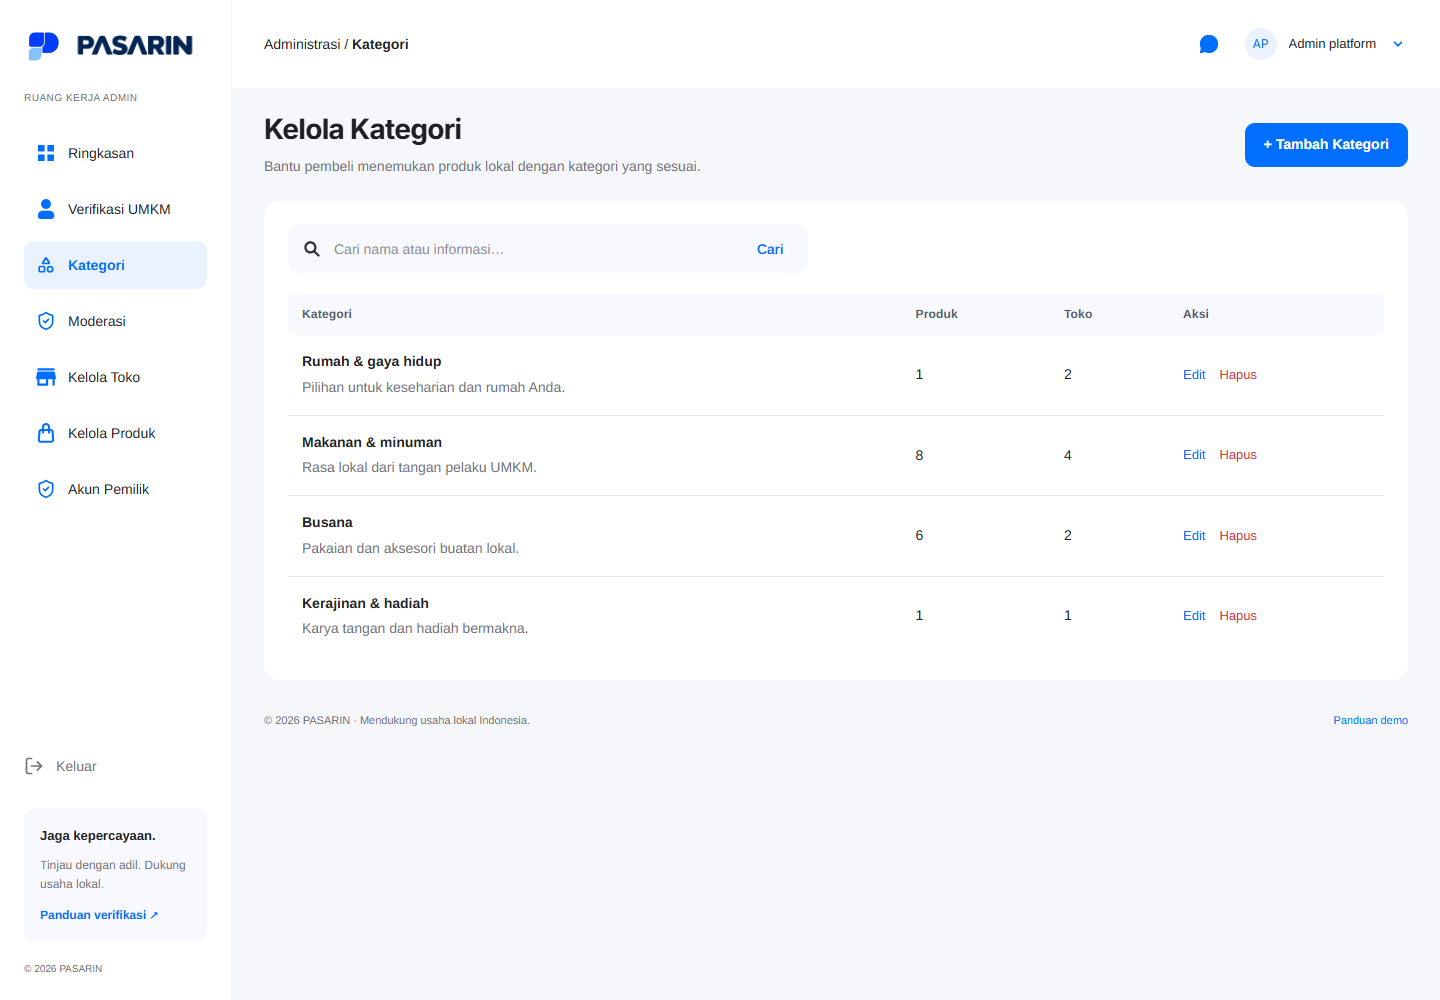 PASARIN
RUANG KERJA ADMIN
Ringkasan
Verifikasi UMKM
Kategori
Moderasi
Kelola Toko
Kelola Produk
Akun Pemilik
Keluar
Jaga kepercayaan.
Tinjau dengan adil. Dukung
usaha lokal.
Panduan verifikasi ↗
© 2026 PASARIN
Administrasi / Kategori
AP Admin platform
Kelola Kategori
Bantu pembeli menemukan produk lokal dengan kategori yang sesuai.
+ Tambah Kategori
Cari nama atau informasi… Cari
Kategori Produk Toko Aksi
Rumah & gaya hidup
Pilihan untuk keseharian dan rumah Anda.
1 2 Edit Hapus
Makanan & minuman
Rasa lokal dari tangan pelaku UMKM.
8 4 Edit Hapus
Busana
Pakaian dan aksesori buatan lokal.
6 2 Edit Hapus
Kerajinan & hadiah
Karya tangan dan hadiah bermakna.
1 1 Edit Hapus
© 2026 PASARIN · Mendukung usaha lokal Indonesia.
Panduan demo